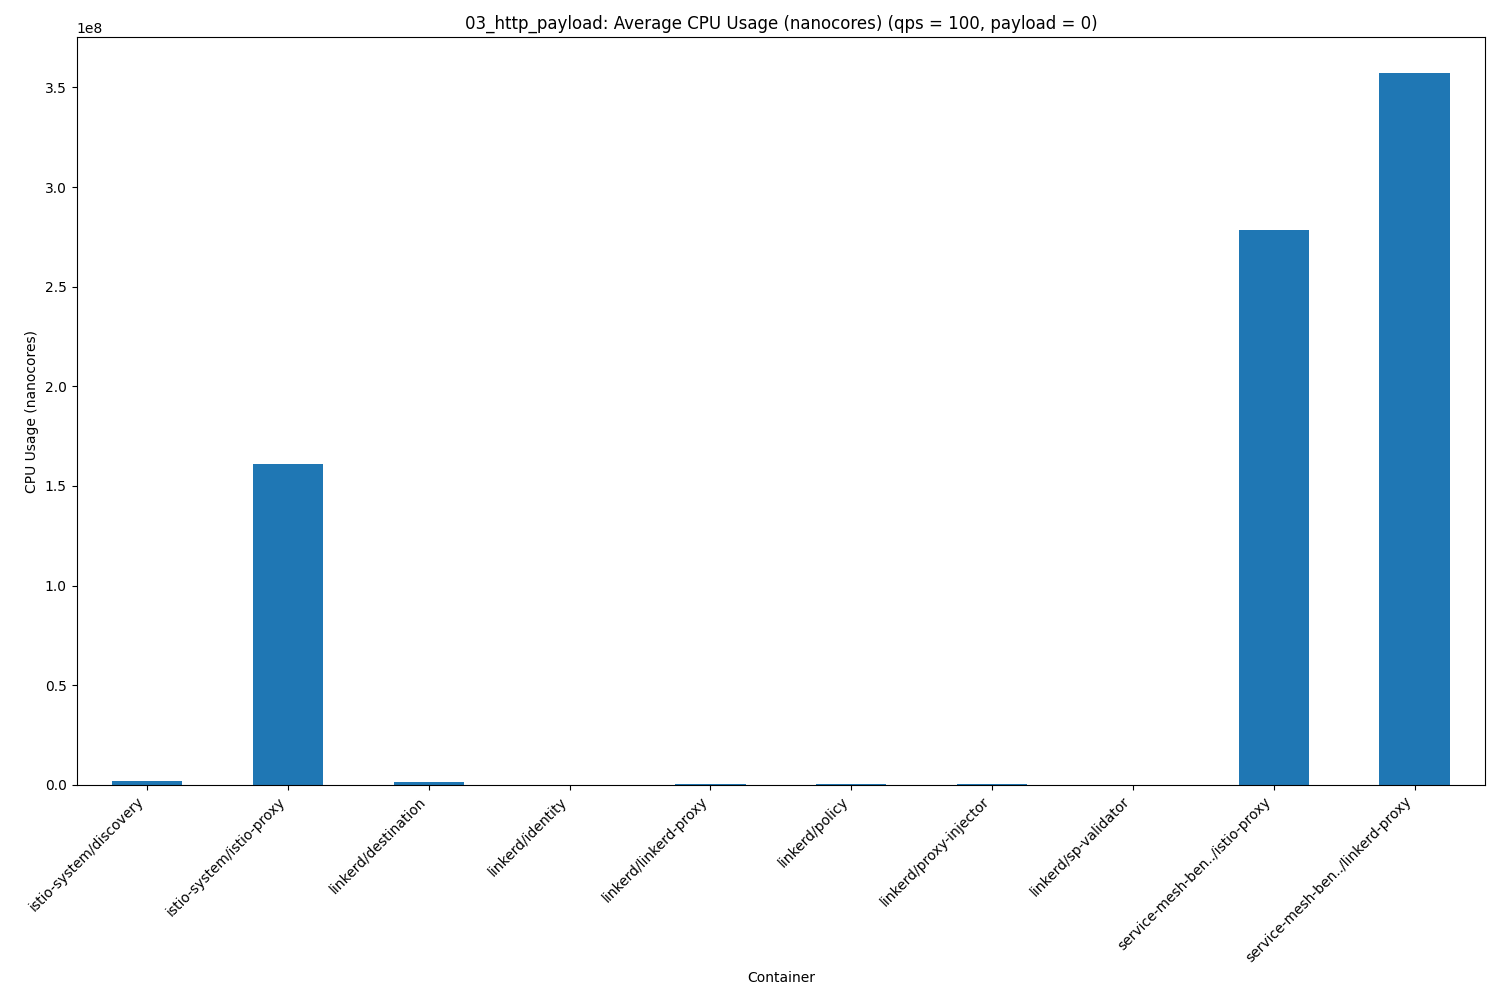 03_http_payload: Average CPU Usage (nanocores) (qps = 100, payload = 0)
1e8
3.5
3.0
2.5
2.0
1.5
1.0
0.5
0.0
CPU Usage (nanocores)
istio-system/discovery
istio-system/istio-proxy
linkerd/destination
linkerd/identity
linkerd/linkerd-proxy
linkerd/policy
linkerd/proxy-injector
linkerd/sp-validator
service-mesh-ben../istio-proxy
service-mesh-ben../linkerd-proxy
Container